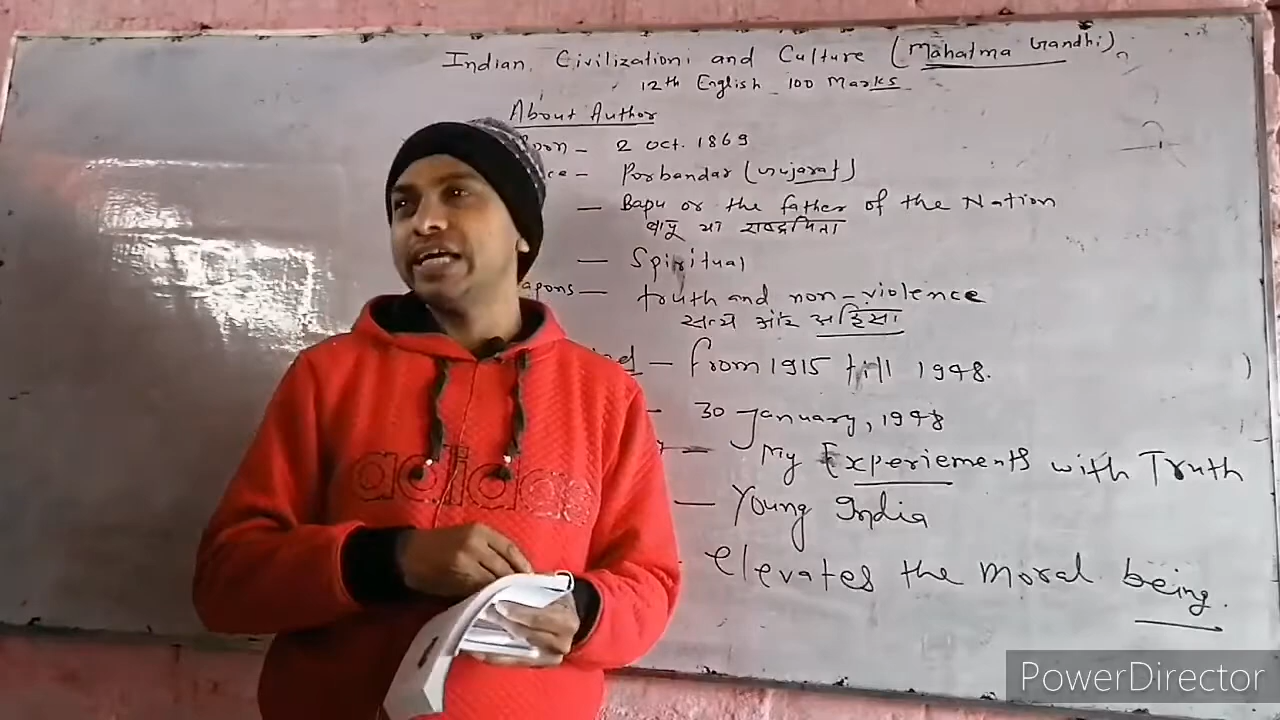 Indian Civilization and Culture (Mahatma Gandhi)
12th English 100 Marks
About Author
Born - 2 oct. 1869
- Porbandar (Gujarat)
- Bapu or the father of the Nation
बापू या राष्ट्रपिता
- Spiritual
apons - truth and non-violence
सत्य और अहिंसा
- From 1915 till 1948.
- 30 January, 1948
- My Experiements with Truth
- Young India
elevates the moral being.
adidas
PowerDirector